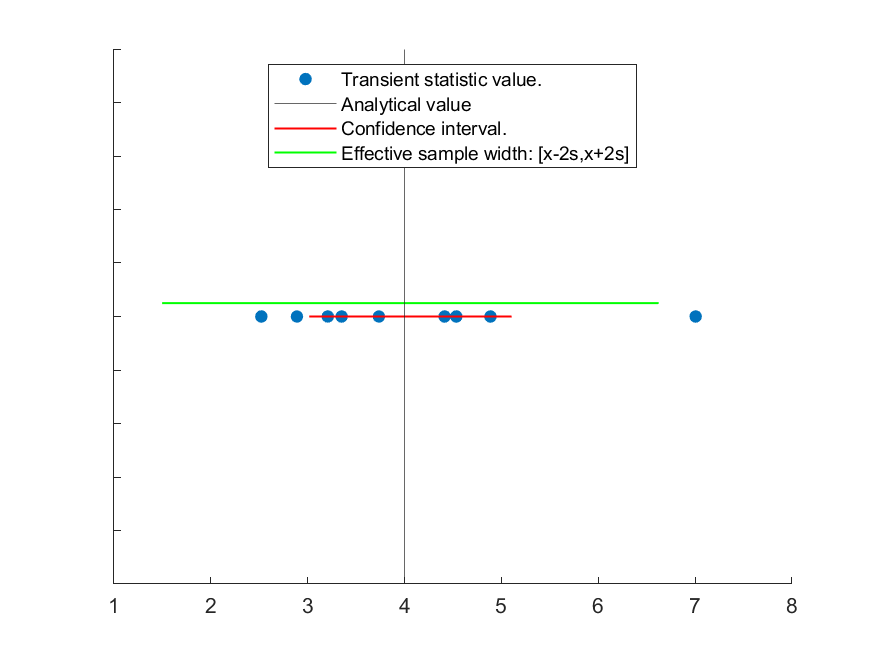 Transient statistic value.
Analytical value
Confidence interval.
Effective sample width: [x-2s,x+2s]
1 2 3 4 5 6 7 8